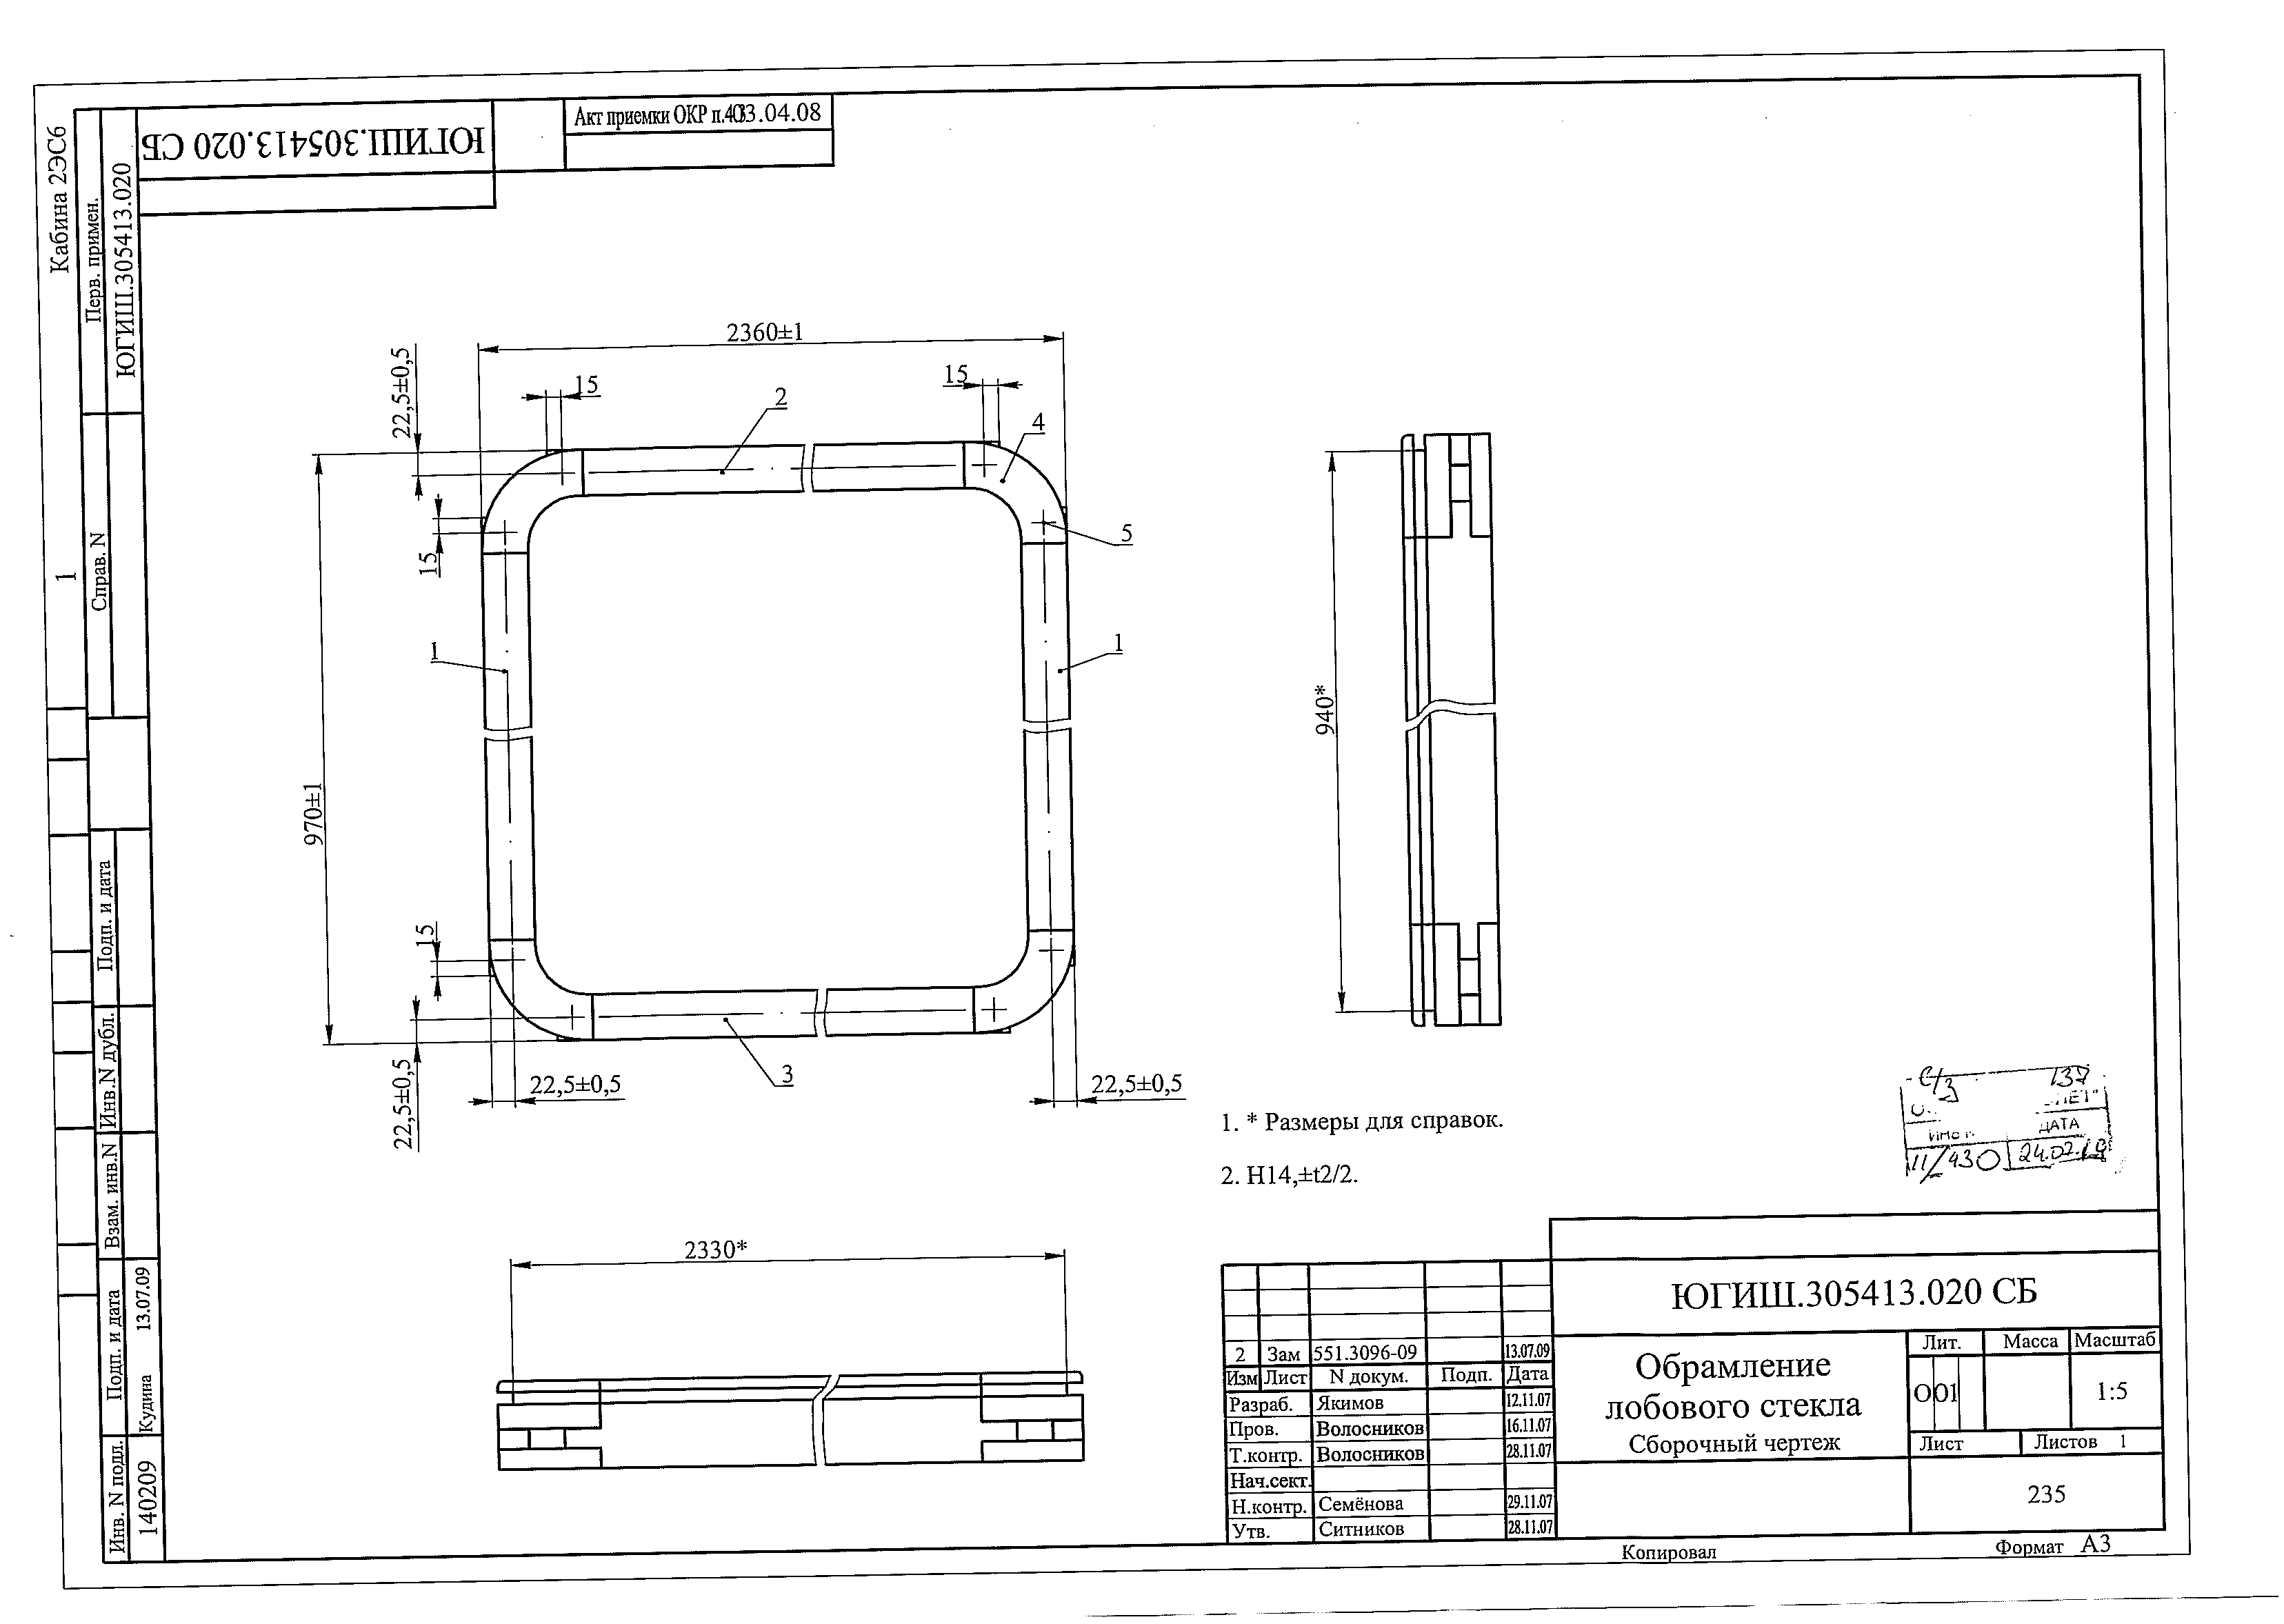 Кабина 2ЭС6
1
Перв. примен.
ЮГИШ.305413.020
Справ. N
Подп. и дата
Инв.N дубл.
Взам. инв.N
Подп. и дата
Кудина 13.07.09
Инв. N подл.
140209
ЮГИШ.305413.020 СБ
Акт приемки ОКР п.4
03.04.08
2360±1
22,5±0,5
15
15
2
4
15
5
1
1
970±1
940*
15
22,5±0,5
22,5±0,5
3
22,5±0,5
2330*
1. * Размеры для справок.
2. H14,±t2/2.
137
ДАТА
11/430
ЮГИШ.305413.020 СБ
2 Зам 551.3096-09 13.07.09
Изм Лист N докум. Подп. Дата
Разраб. Якимов 12.11.07
Пров. Волосников 16.11.07
Т.контр. Волосников 28.11.07
Нач.сект.
Н.контр. Семёнова 29.11.07
Утв. Ситников 28.11.07
Обрамление
лобового стекла
Сборочный чертеж
Лит. Масса Масштаб
О О1 1:5
Лист Листов 1
235
Копировал Формат А3